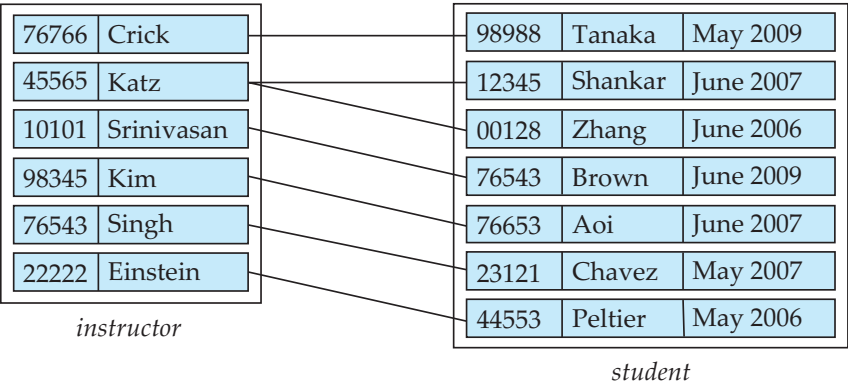 76766 Crick
45565 Katz
10101 Srinivasan
98345 Kim
76543 Singh
22222 Einstein
instructor
98988 Tanaka May 2009
12345 Shankar June 2007
00128 Zhang June 2006
76543 Brown June 2009
76653 Aoi June 2007
23121 Chavez May 2007
44553 Peltier May 2006
student